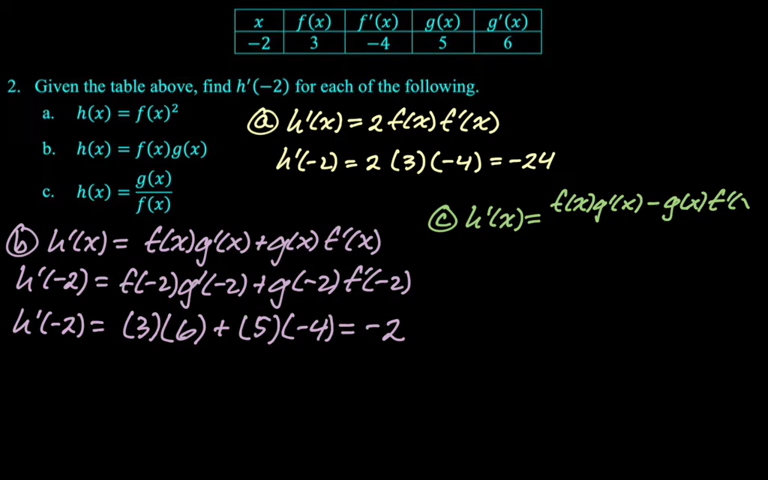 x f(x) f'(x) g(x) g'(x)
−2 3 −4 5 6
2. Given the table above, find h'(−2) for each of the following.
a. h(x) = f(x)²
b. h(x) = f(x)g(x)
c. h(x) = g(x)/f(x)
ⓐ h'(x) = 2 f(x) f'(x)
h'(-2) = 2 (3)(-4) = -24
ⓑ h'(x) = f(x)g'(x) + g(x) f'(x)
h'(-2) = f(-2)g'(-2) + g(-2) f'(-2)
h'(-2) = (3)(6) + (5)(-4) = -2
ⓒ h'(x) = f(x)g'(x) - g(x) f'(